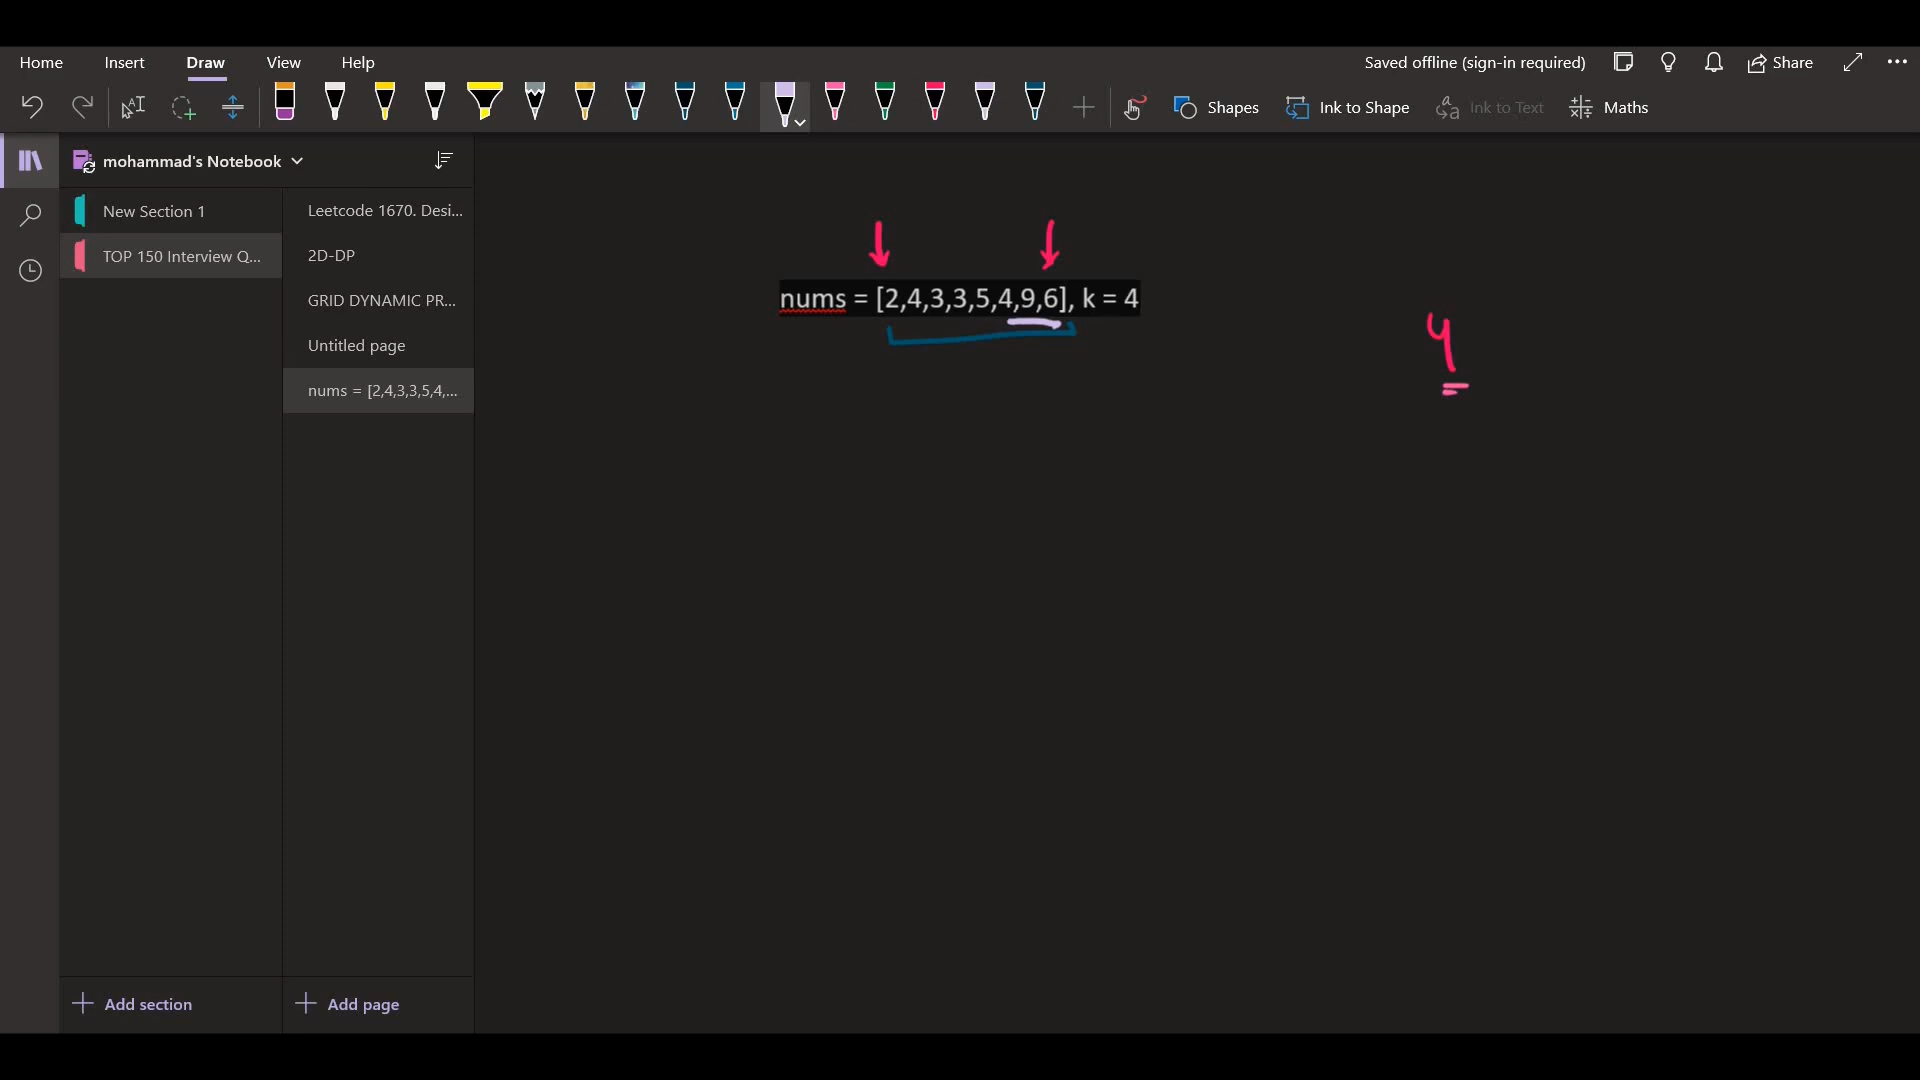 Home Insert Draw View Help
Saved offline (sign-in required) Share
Shapes Ink to Shape Ink to Text Maths
mohammad's Notebook
New Section 1
TOP 150 Interview Q...
Leetcode 1670. Desi...
2D-DP
GRID DYNAMIC PR...
Untitled page
nums = [2,4,3,3,5,4,...
nums = [2,4,3,3,5,4,9,6], k = 4
4
Add section
Add page